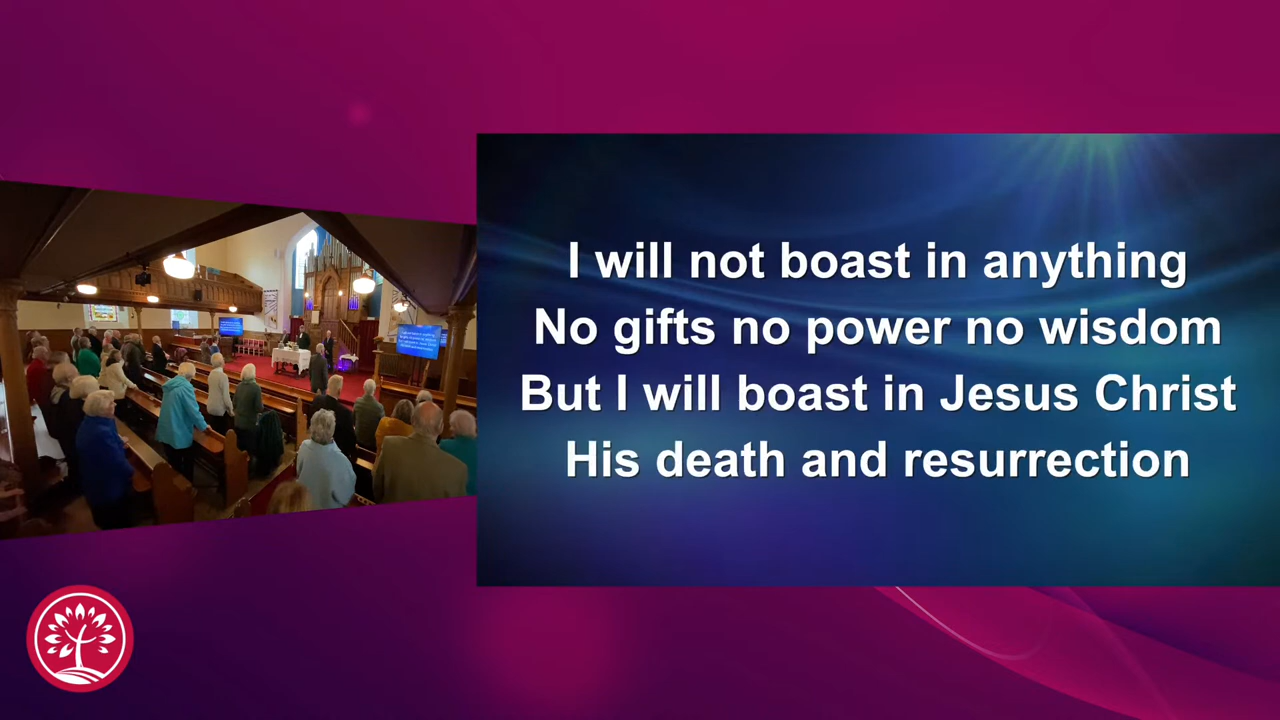 I will not boast in anything
No gifts no power no wisdom
But I will boast in Jesus Christ
His death and resurrection